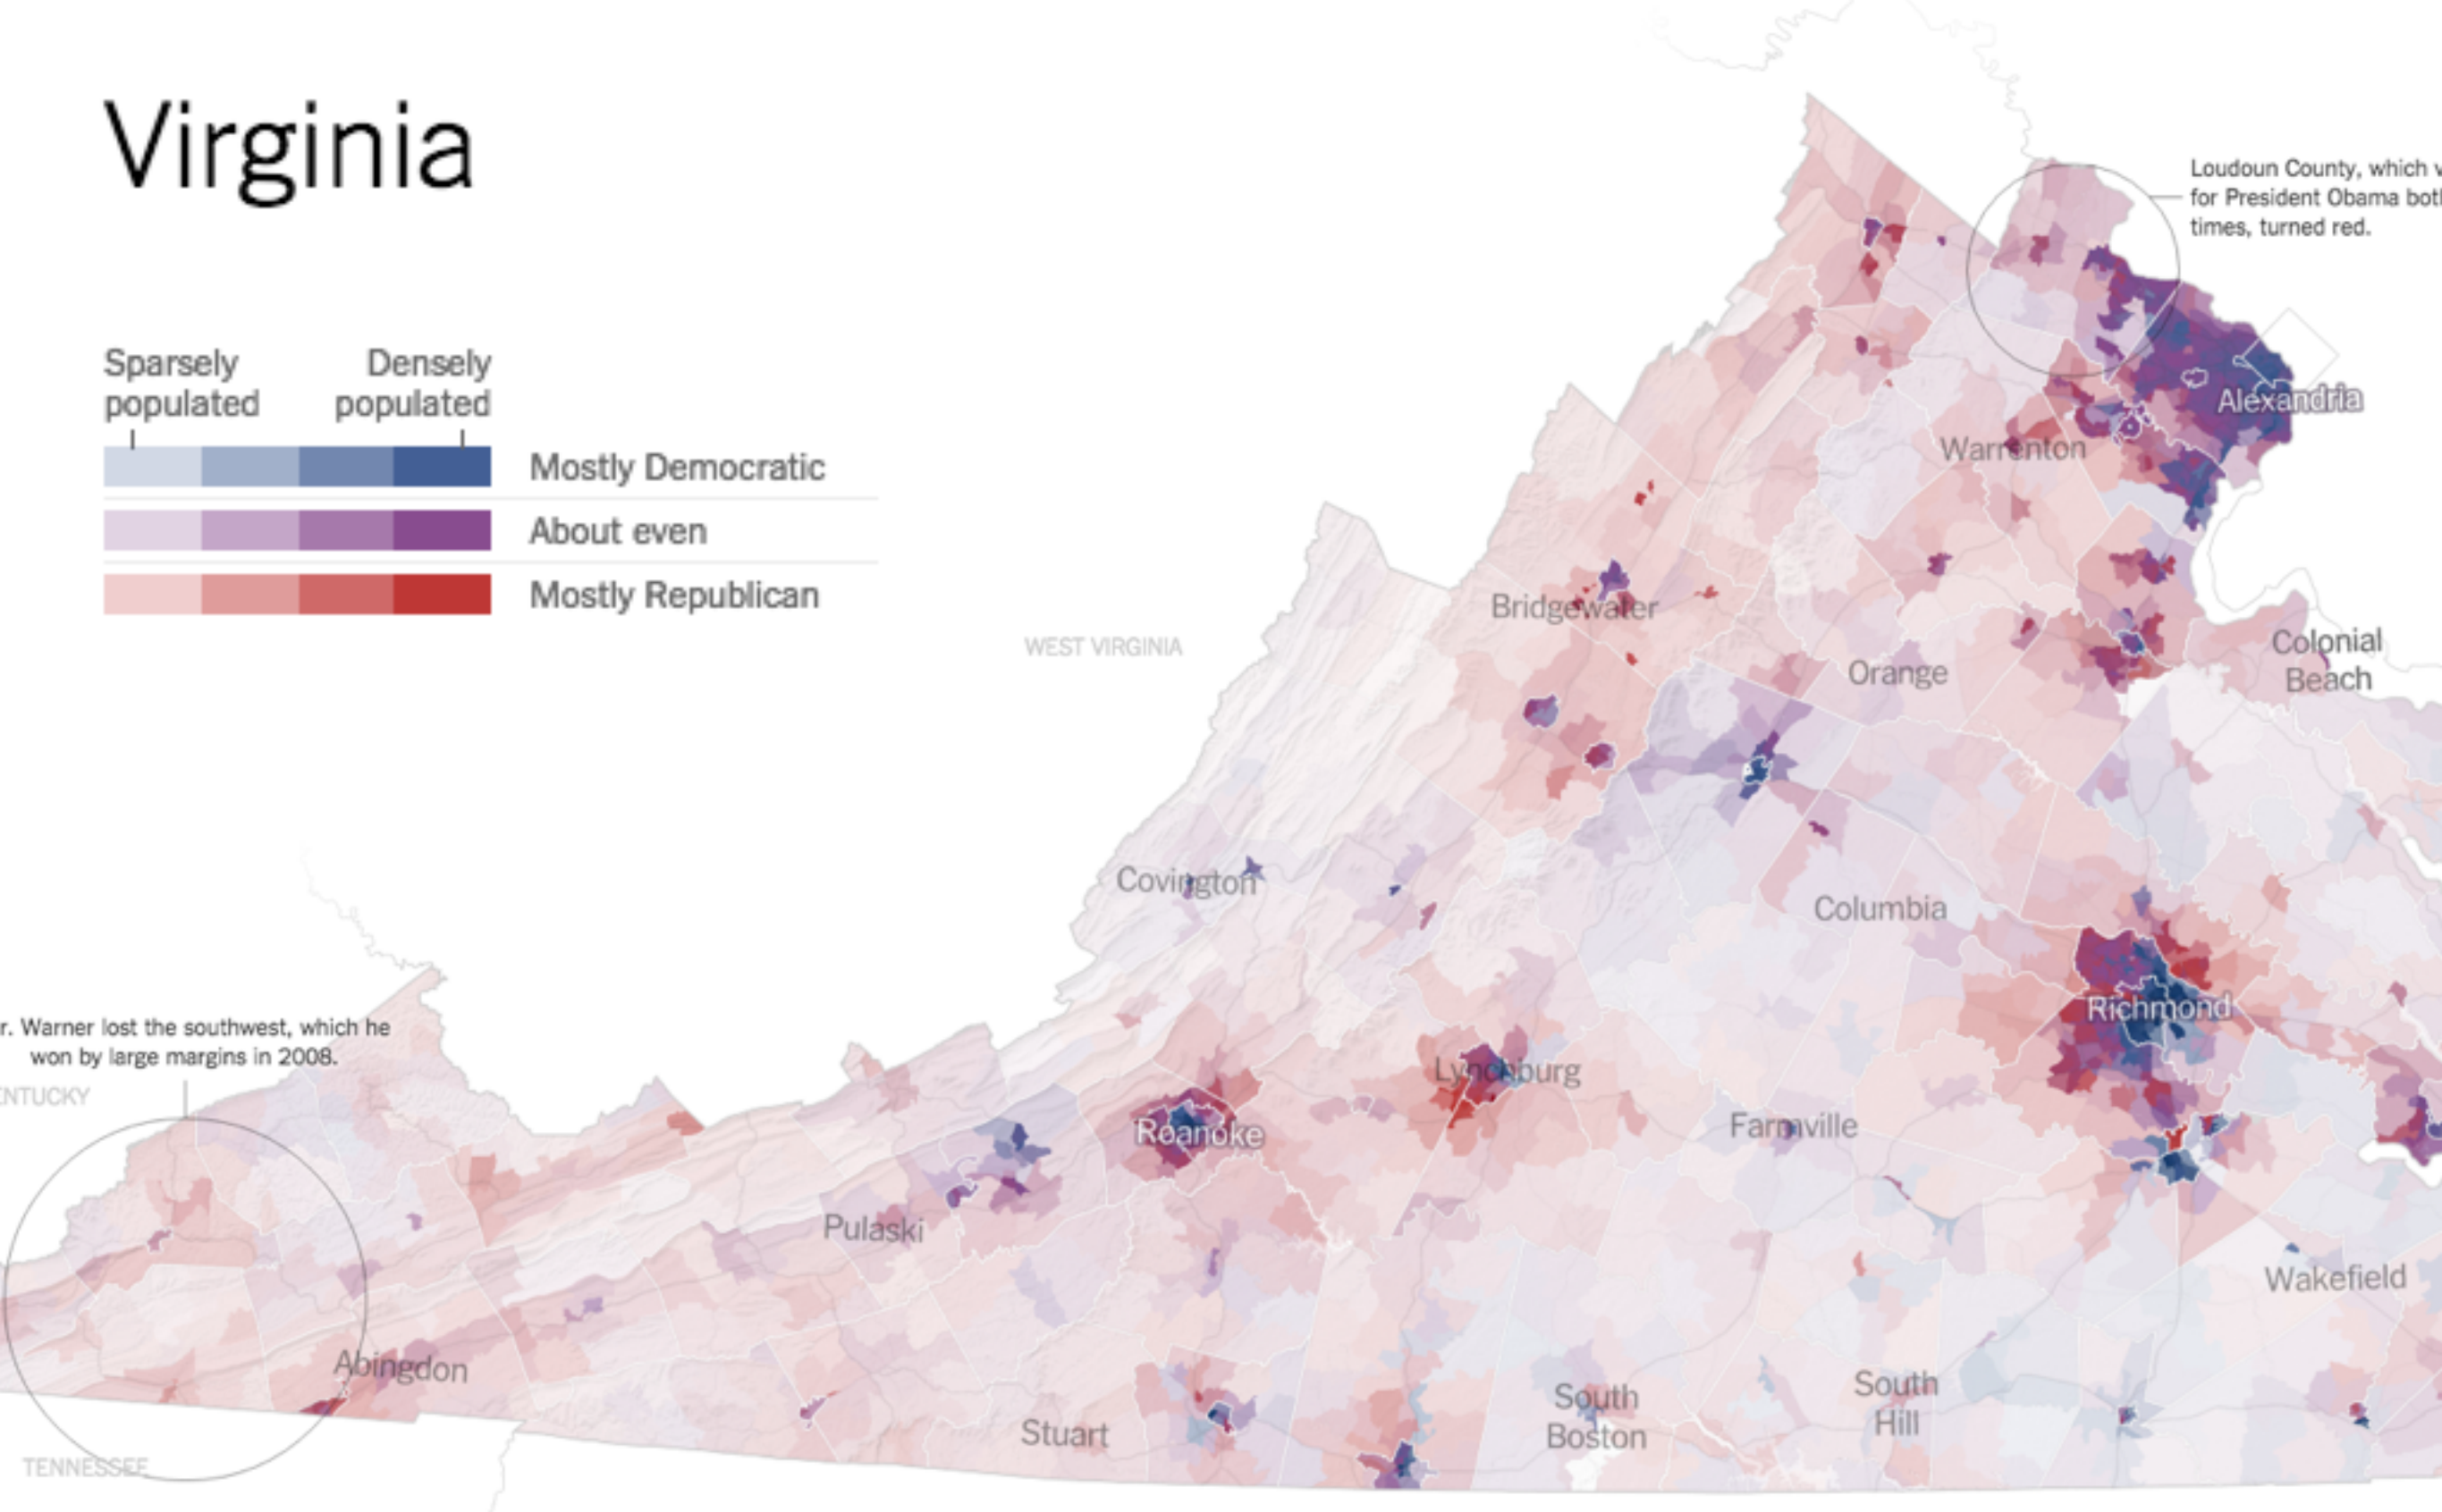 Virginia
Sparsely
populated
Densely
populated
Mostly Democratic
About even
Mostly Republican
Loudoun County, which v
for President Obama both
times, turned red.
Alexandria
Warrenton
Bridgewater
WEST VIRGINIA
Colonial
Beach
Orange
Covington
Columbia
Richmond
r. Warner lost the southwest, which he
won by large margins in 2008.
ENTUCKY
Lynchburg
Roanoke
Farmville
Pulaski
Wakefield
Abingdon
South
Boston
South
Hill
Stuart
TENNESSEE